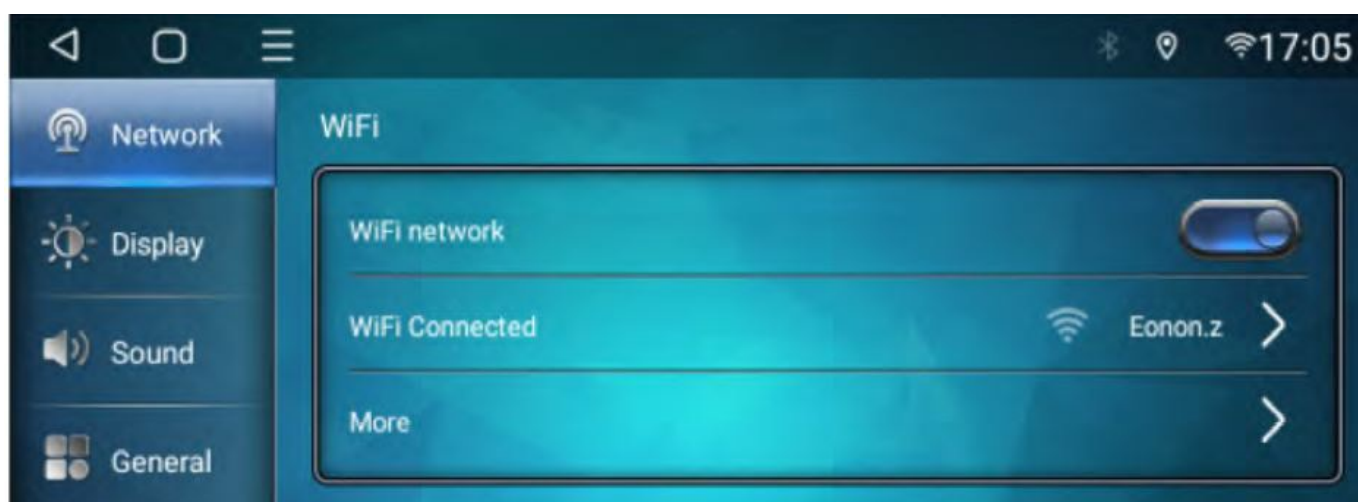 17:05
Network
Display
Sound
General
WiFi
WiFi network
WiFi Connected Eonon.z
More